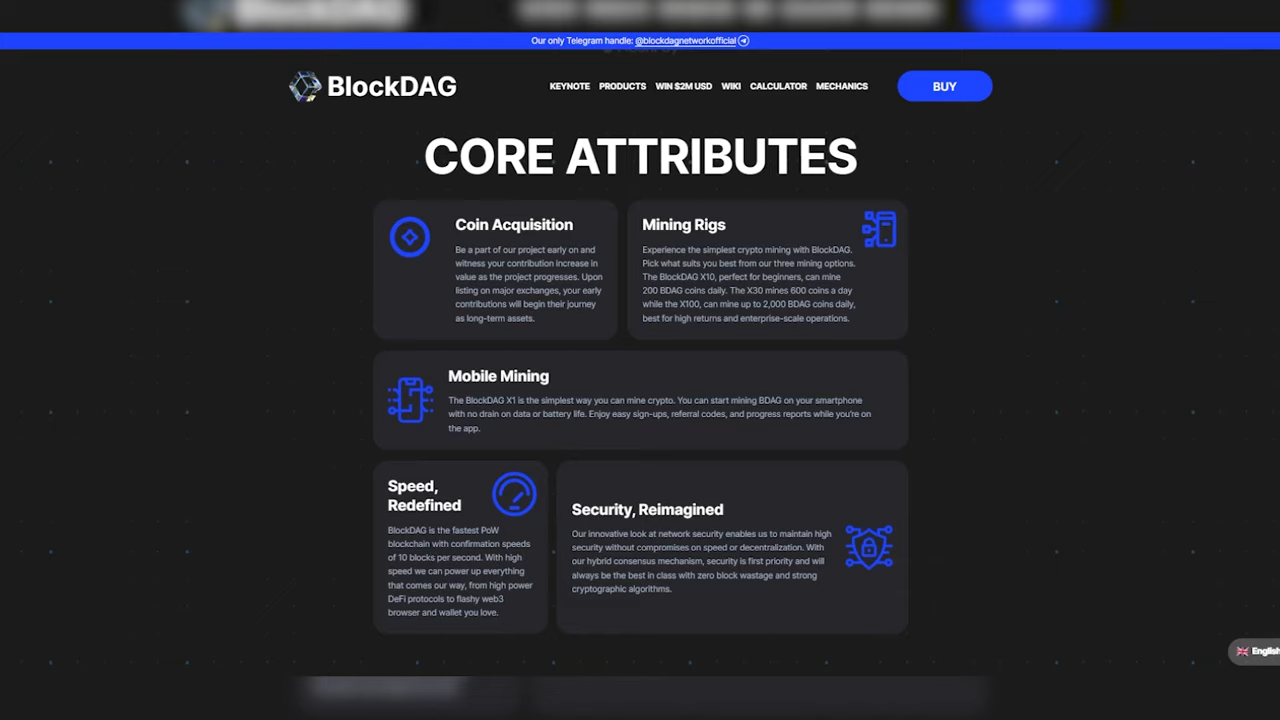 Our only Telegram handle: @blockdagnetworkofficial
BlockDAG
KEYNOTE PRODUCTS WIN $2M USD WIKI CALCULATOR MECHANICS
BUY
CORE ATTRIBUTES
Coin Acquisition
Be a part of our project early on and
witness your contribution increase in
value as the project progresses. Upon
listing on major exchanges, your early
contributions will begin their journey
as long-term assets.
Mining Rigs
Experience the simplest crypto mining with BlockDAG.
Pick what suits you best from our three mining options.
The BlockDAG X10, perfect for beginners, can mine
200 BDAG coins daily. The X30 mines 600 coins a day
while the X100, can mine up to 2,000 BDAG coins daily,
best for high returns and enterprise-scale operations.
Mobile Mining
The BlockDAG X1 is the simplest way you can mine crypto. You can start mining BDAG on your smartphone
with no drain on data or battery life. Enjoy easy sign-ups, referral codes, and progress reports while you're on
the app.
Speed,
Redefined
BlockDAG is the fastest PoW
blockchain with confirmation speeds
of 10 blocks per second. With high
speed we can power up everything
that comes our way, from high power
DeFi protocols to flashy web3
browser and wallet you love.
Security, Reimagined
Our innovative look at network security enables us to maintain high
security without compromises on speed or decentralization. With
our hybrid consensus mechanism, security is first priority and will
always be the best in class with zero block wastage and strong
cryptographic algorithms.
English